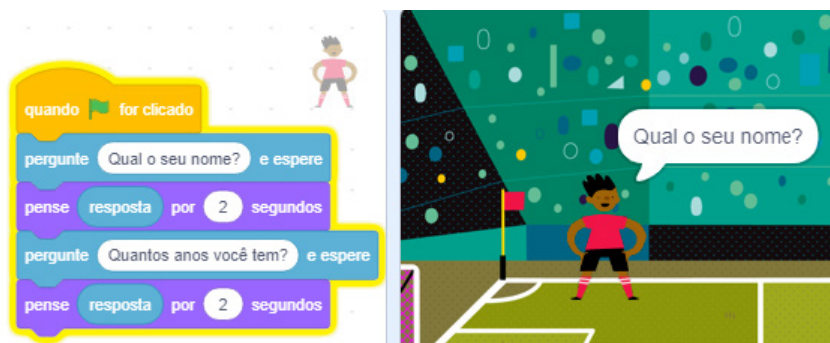 quando for clicado
pergunte Qual o seu nome? e espere
pense resposta por 2 segundos
pergunte Quantos anos você tem? e espere
pense resposta por 2 segundos
Qual o seu nome?